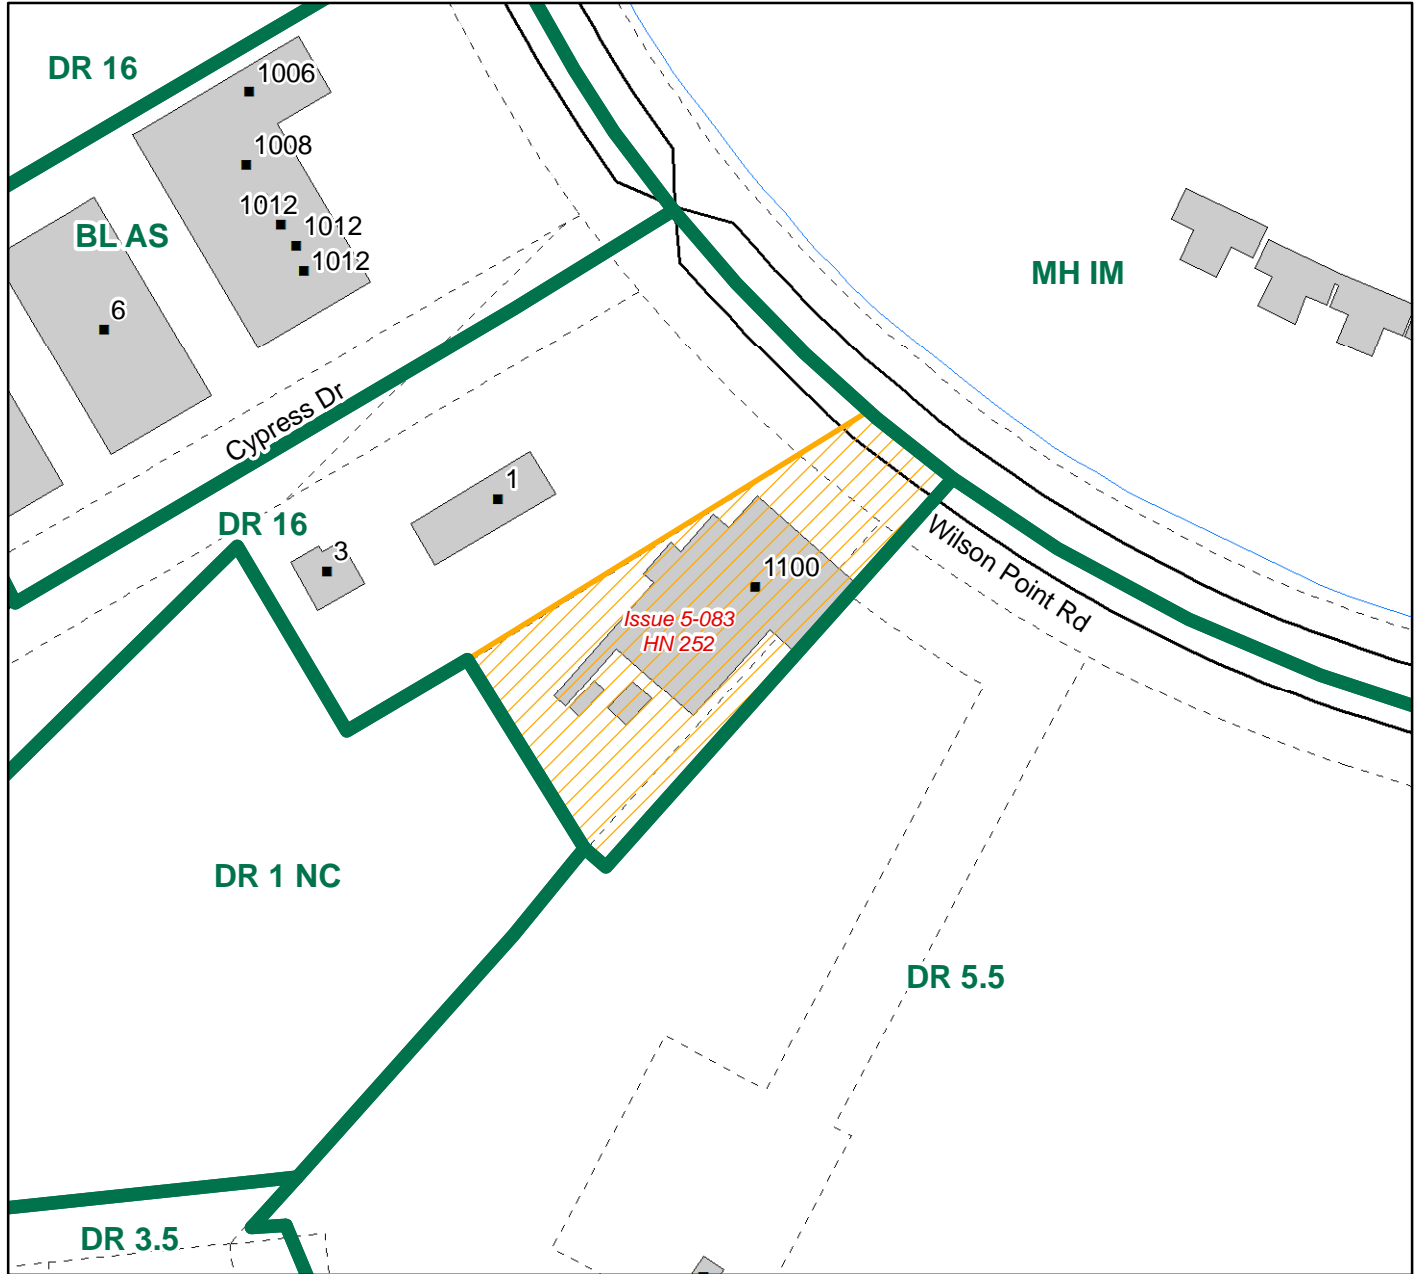 DR 16
1006
1008
1012
1012
1012
BL AS
6
MH IM
Cypress Dr
1
DR 16
3
1100
Wilson Point Rd
Issue 5-083
HN 252
DR 1 NC
DR 5.5
DR 3.5